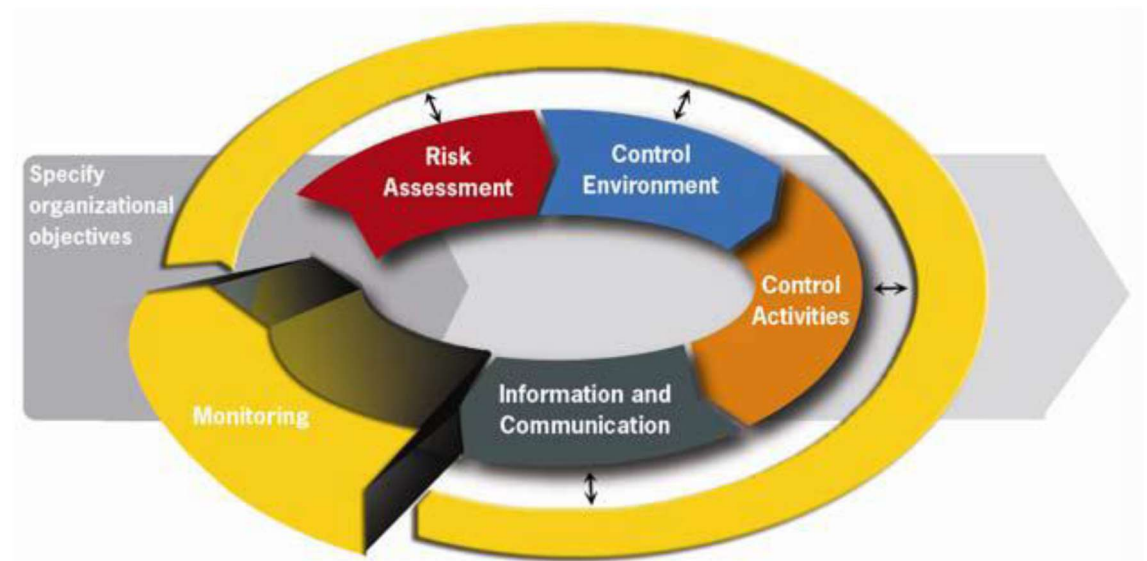 Specify
organizational
objectives
Risk
Assessment
Control
Environment
Control
Activities
Information and
Communication
Monitoring